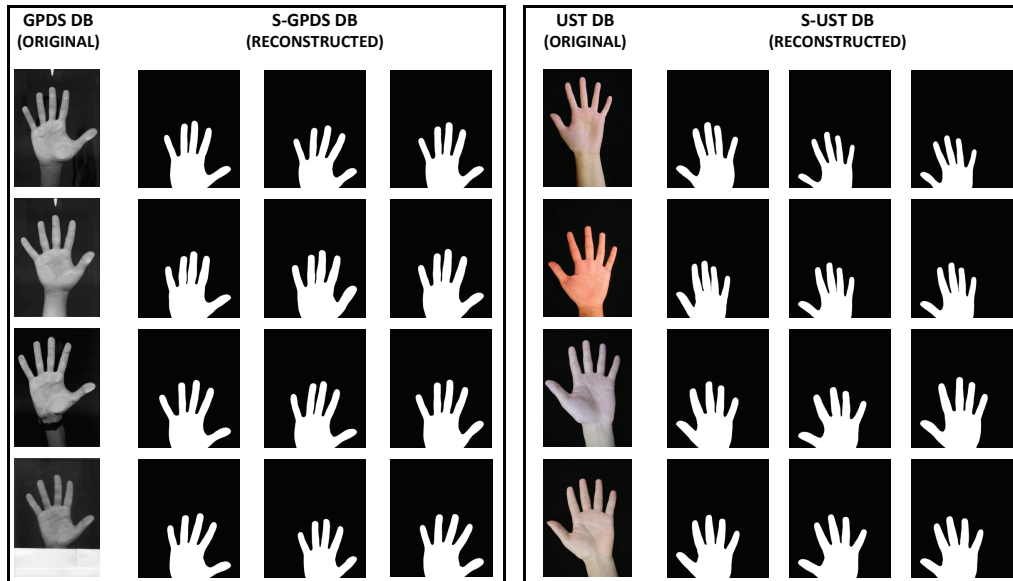 GPDS DB
(ORIGINAL)
S-GPDS DB
(RECONSTRUCTED)
UST DB
(ORIGINAL)
S-UST DB
(RECONSTRUCTED)